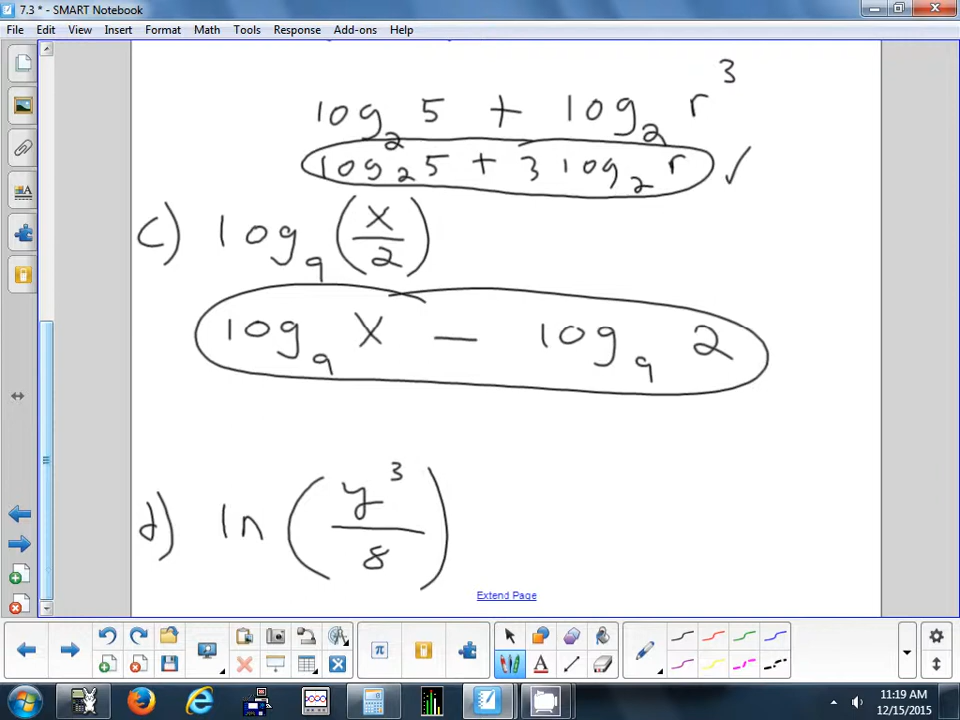 7.3 * - SMART Notebook
File Edit View Insert Format Math Tools Response Add-ons Help
log₂ 5 + log₂ r³
log₂ 5 + 3 log₂ r ✓
c) log₉ (x/2)
log₉ x - log₉ 2
d) ln (y³/8)
Extend Page
11:19 AM
12/15/2015